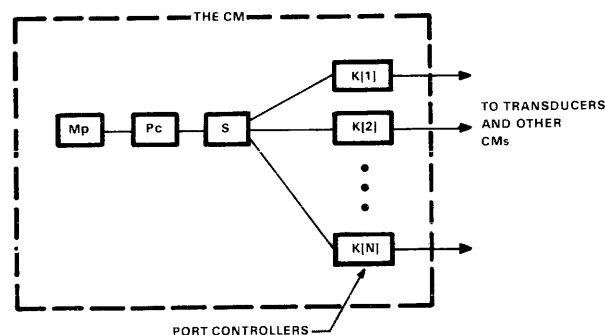 THE CM
K[1]
Mp
Pc
S
K[2]
TO TRANSDUCERS
AND OTHER
CMs
K[N]
PORT CONTROLLERS